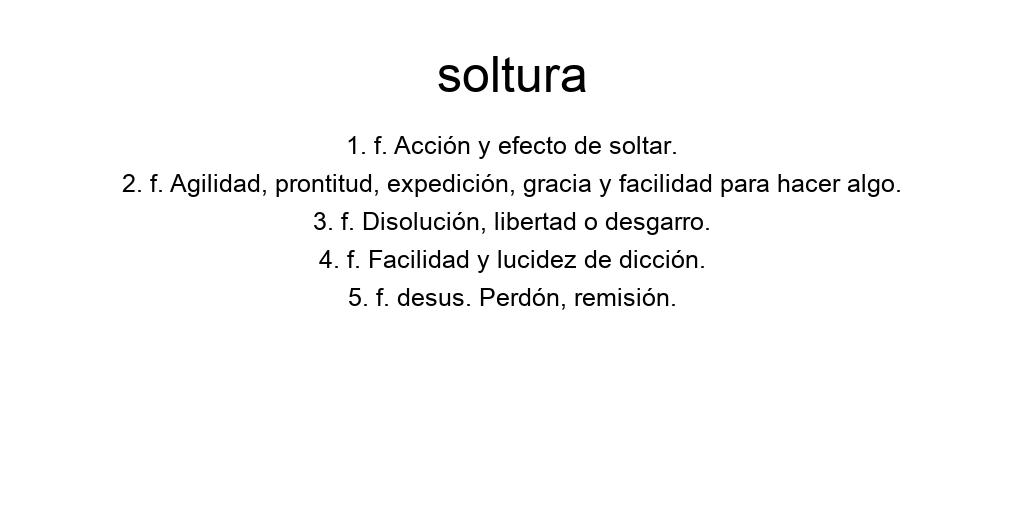 soltura
1. f. Acción y efecto de soltar.
2. f. Agilidad, prontitud, expedición, gracia y facilidad para hacer algo.
3. f. Disolución, libertad o desgarro.
4. f. Facilidad y lucidez de dicción.
5. f. desus. Perdón, remisión.